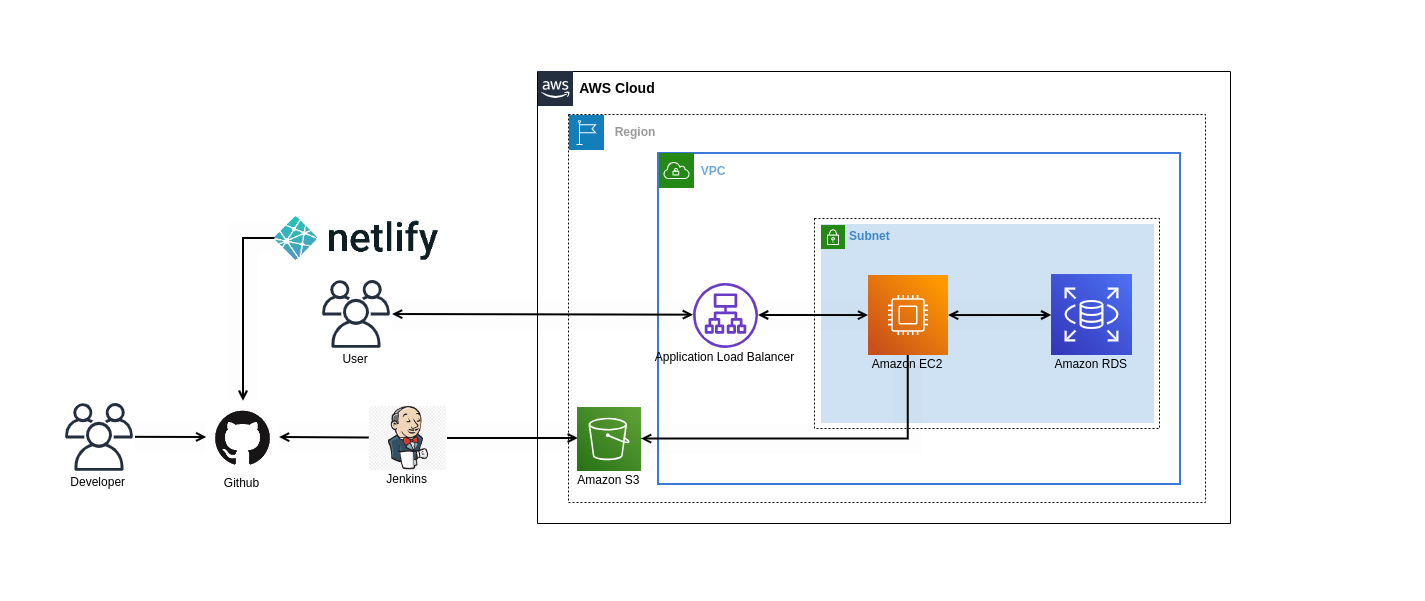 aws
AWS Cloud
Region
VPC
netlify
Subnet
User
Application Load Balancer
Amazon EC2
Amazon RDS
Developer
Github
Jenkins
Amazon S3